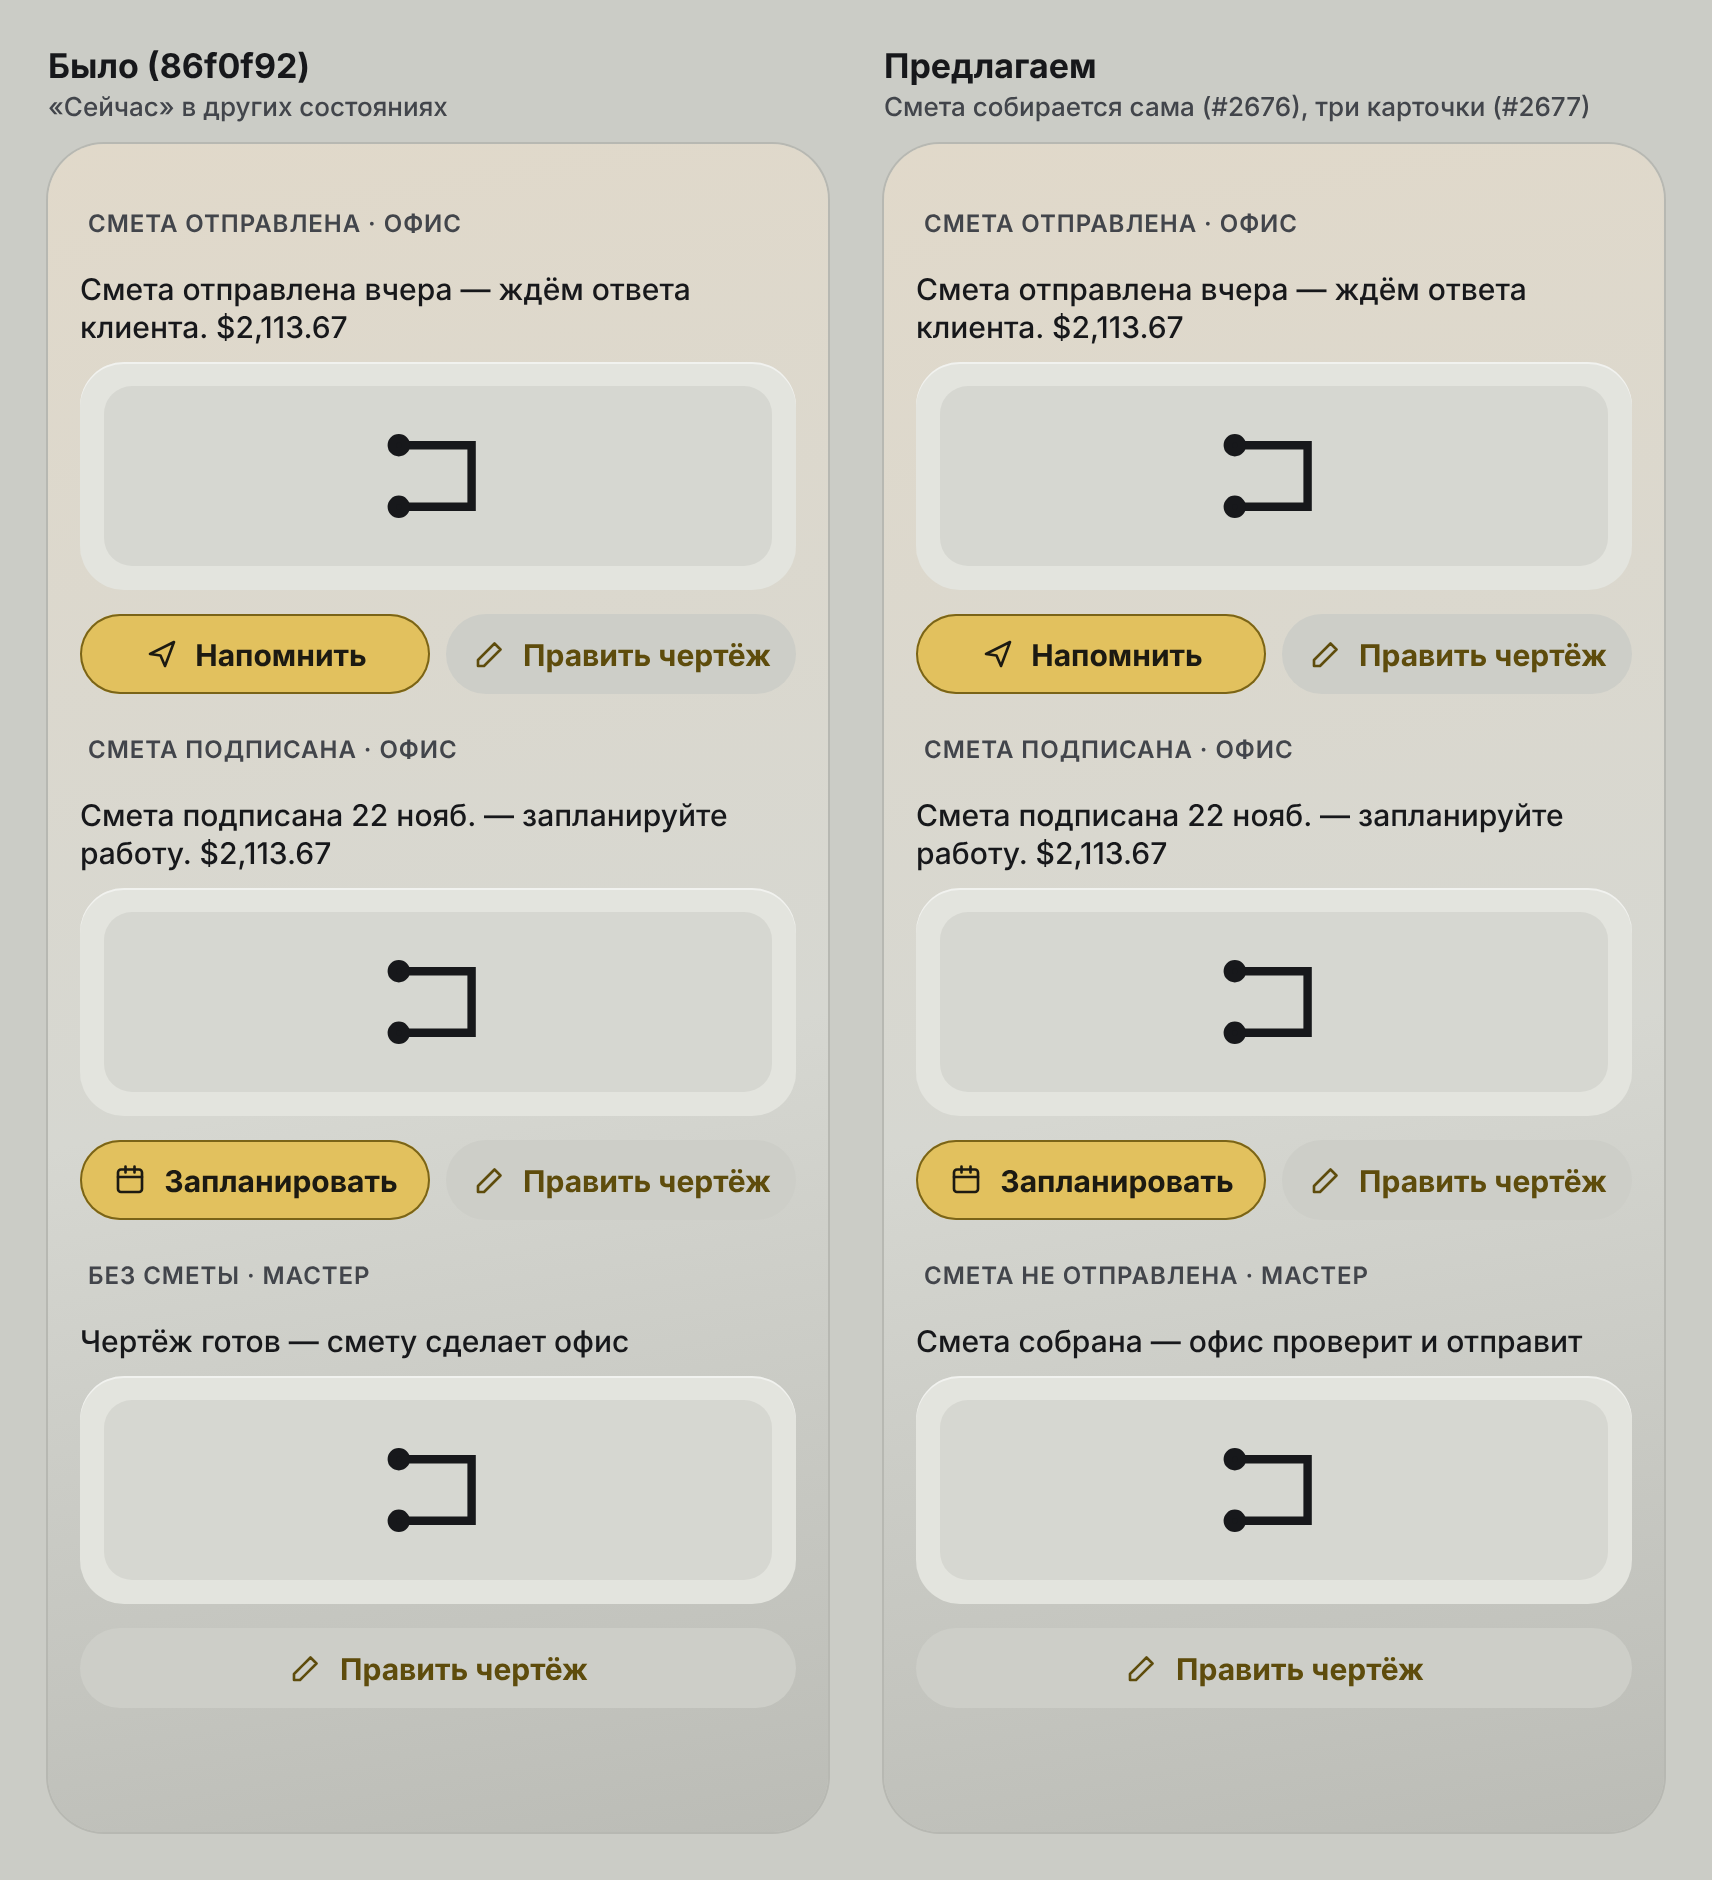 Было (86f0f92)
«Сейчас» в других состояниях
СМЕТА ОТПРАВЛЕНА · ОФИС
Смета отправлена вчера — ждём ответа
клиента. $2,113.67
Напомнить
Править чертёж
СМЕТА ПОДПИСАНА · ОФИС
Смета подписана 22 нояб. — запланируйте
работу. $2,113.67
Запланировать
Править чертёж
БЕЗ СМЕТЫ · МАСТЕР
Чертёж готов — смету сделает офис
Править чертёж
Предлагаем
Смета собирается сама (#2676), три карточки (#2677)
СМЕТА ОТПРАВЛЕНА · ОФИС
Смета отправлена вчера — ждём ответа
клиента. $2,113.67
Напомнить
Править чертёж
СМЕТА ПОДПИСАНА · ОФИС
Смета подписана 22 нояб. — запланируйте
работу. $2,113.67
Запланировать
Править чертёж
СМЕТА НЕ ОТПРАВЛЕНА · МАСТЕР
Смета собрана — офис проверит и отправит
Править чертёж